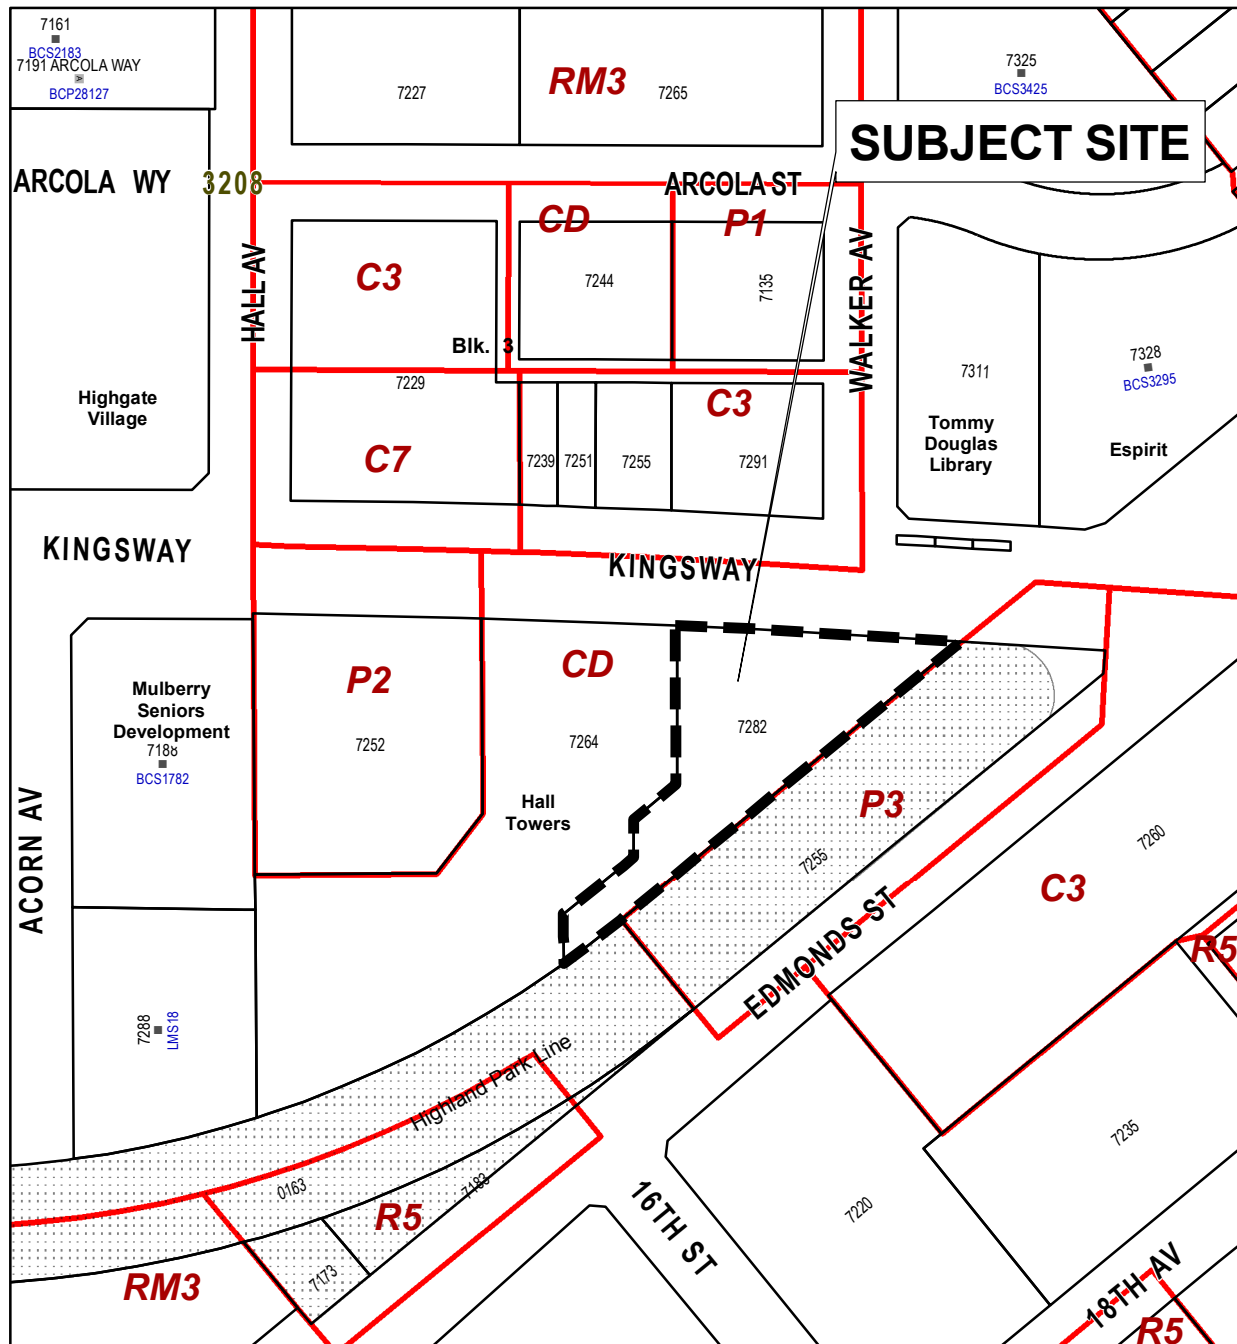 7161
BCS2183
7191 ARCOLA WAY
A
BCP28127
7227
RM3
7265
7325
BCS3425
SUBJECT SITE
ARCOLA WY
3208
ARCOLA ST
CD
P1
HALL AV
C3
7244
7135
WALKER AV
Blk. 3
7229
7311
7328
BCS3295
Highgate
Village
C3
Tommy
Douglas
Library
Espirit
C7
7239
7251
7255
7291
KINGSWAY
KINGSWAY
Mulberry
Seniors
Development
7188
BCS1782
P2
7252
CD
7264
7282
Hall
Towers
P3
7255
7260
ACORN AV
C3
EDMONDS ST
R5
7288
LMS18
Highland Park Line
7235
0163
7183
R5
16TH ST
7220
7173
RM3
18TH AV
R5